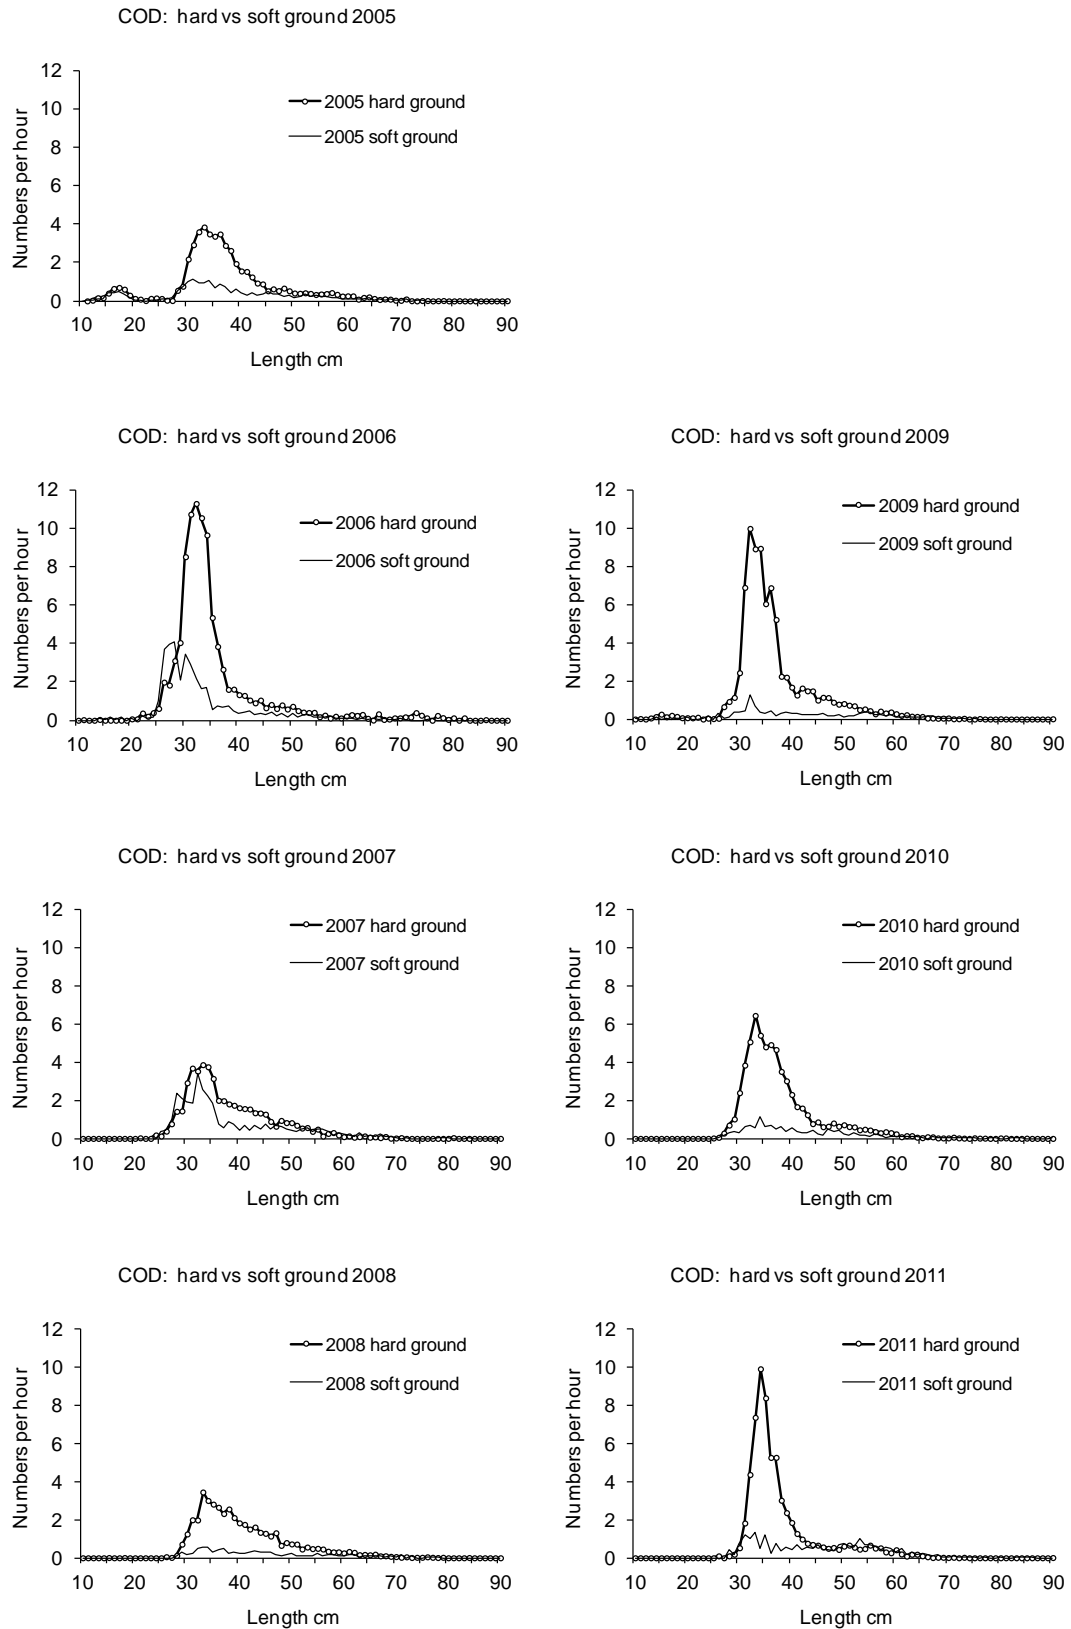 COD: hard vs soft ground 2005
12
10
8
6
4
2
0
Numbers per hour
2005 hard ground
2005 soft ground
10 20 30 40 50 60 70 80 90
Length cm
COD: hard vs soft ground 2006
12
10
8
6
4
2
0
Numbers per hour
2006 hard ground
2006 soft ground
10 20 30 40 50 60 70 80 90
Length cm
COD: hard vs soft ground 2009
12
10
8
6
4
2
0
Numbers per hour
2009 hard ground
2009 soft ground
10 20 30 40 50 60 70 80 90
Length cm
COD: hard vs soft ground 2007
12
10
8
6
4
2
0
Numbers per hour
2007 hard ground
2007 soft ground
10 20 30 40 50 60 70 80 90
Length cm
COD: hard vs soft ground 2010
12
10
8
6
4
2
0
Numbers per hour
2010 hard ground
2010 soft ground
10 20 30 40 50 60 70 80 90
Length cm
COD: hard vs soft ground 2008
12
10
8
6
4
2
0
Numbers per hour
2008 hard ground
2008 soft ground
10 20 30 40 50 60 70 80 90
Length cm
COD: hard vs soft ground 2011
12
10
8
6
4
2
0
Numbers per hour
2011 hard ground
2011 soft ground
10 20 30 40 50 60 70 80 90
Length cm